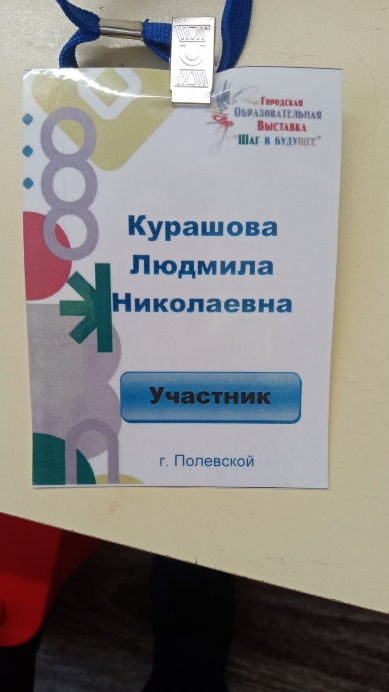 Городская
Образовательная
Выставка
"Шаг в будущее"
Курашова
Людмила
Николаевна
Участник
г. Полевской